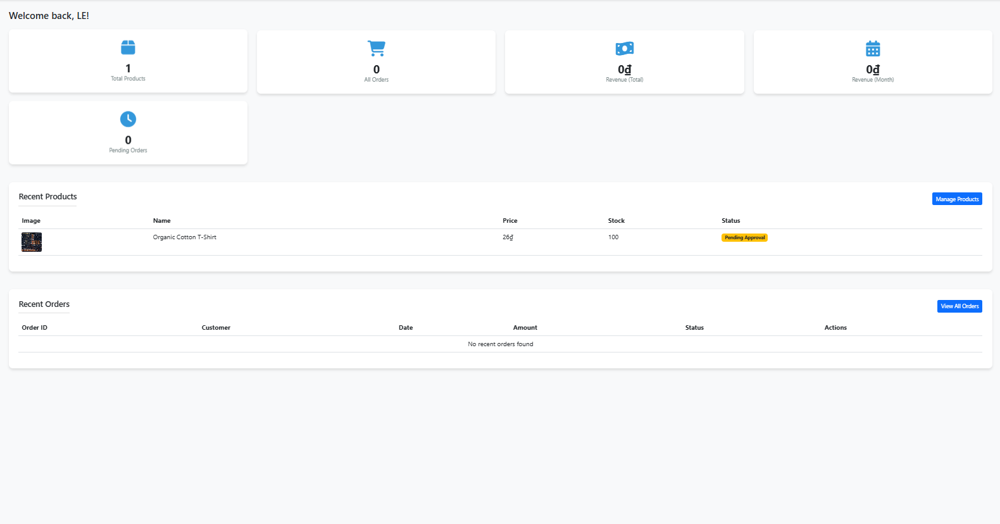 Welcome back, LE!
1
Total Products
0
All Orders
0₫
Revenue (Total)
0₫
Revenue (Month)
0
Pending Orders
Recent Products
Manage Products
Image Name Price Stock Status
Organic Cotton T-Shirt 26₫ 100 Pending Approval
Recent Orders
View All Orders
Order ID Customer Date Amount Status Actions
No recent orders found